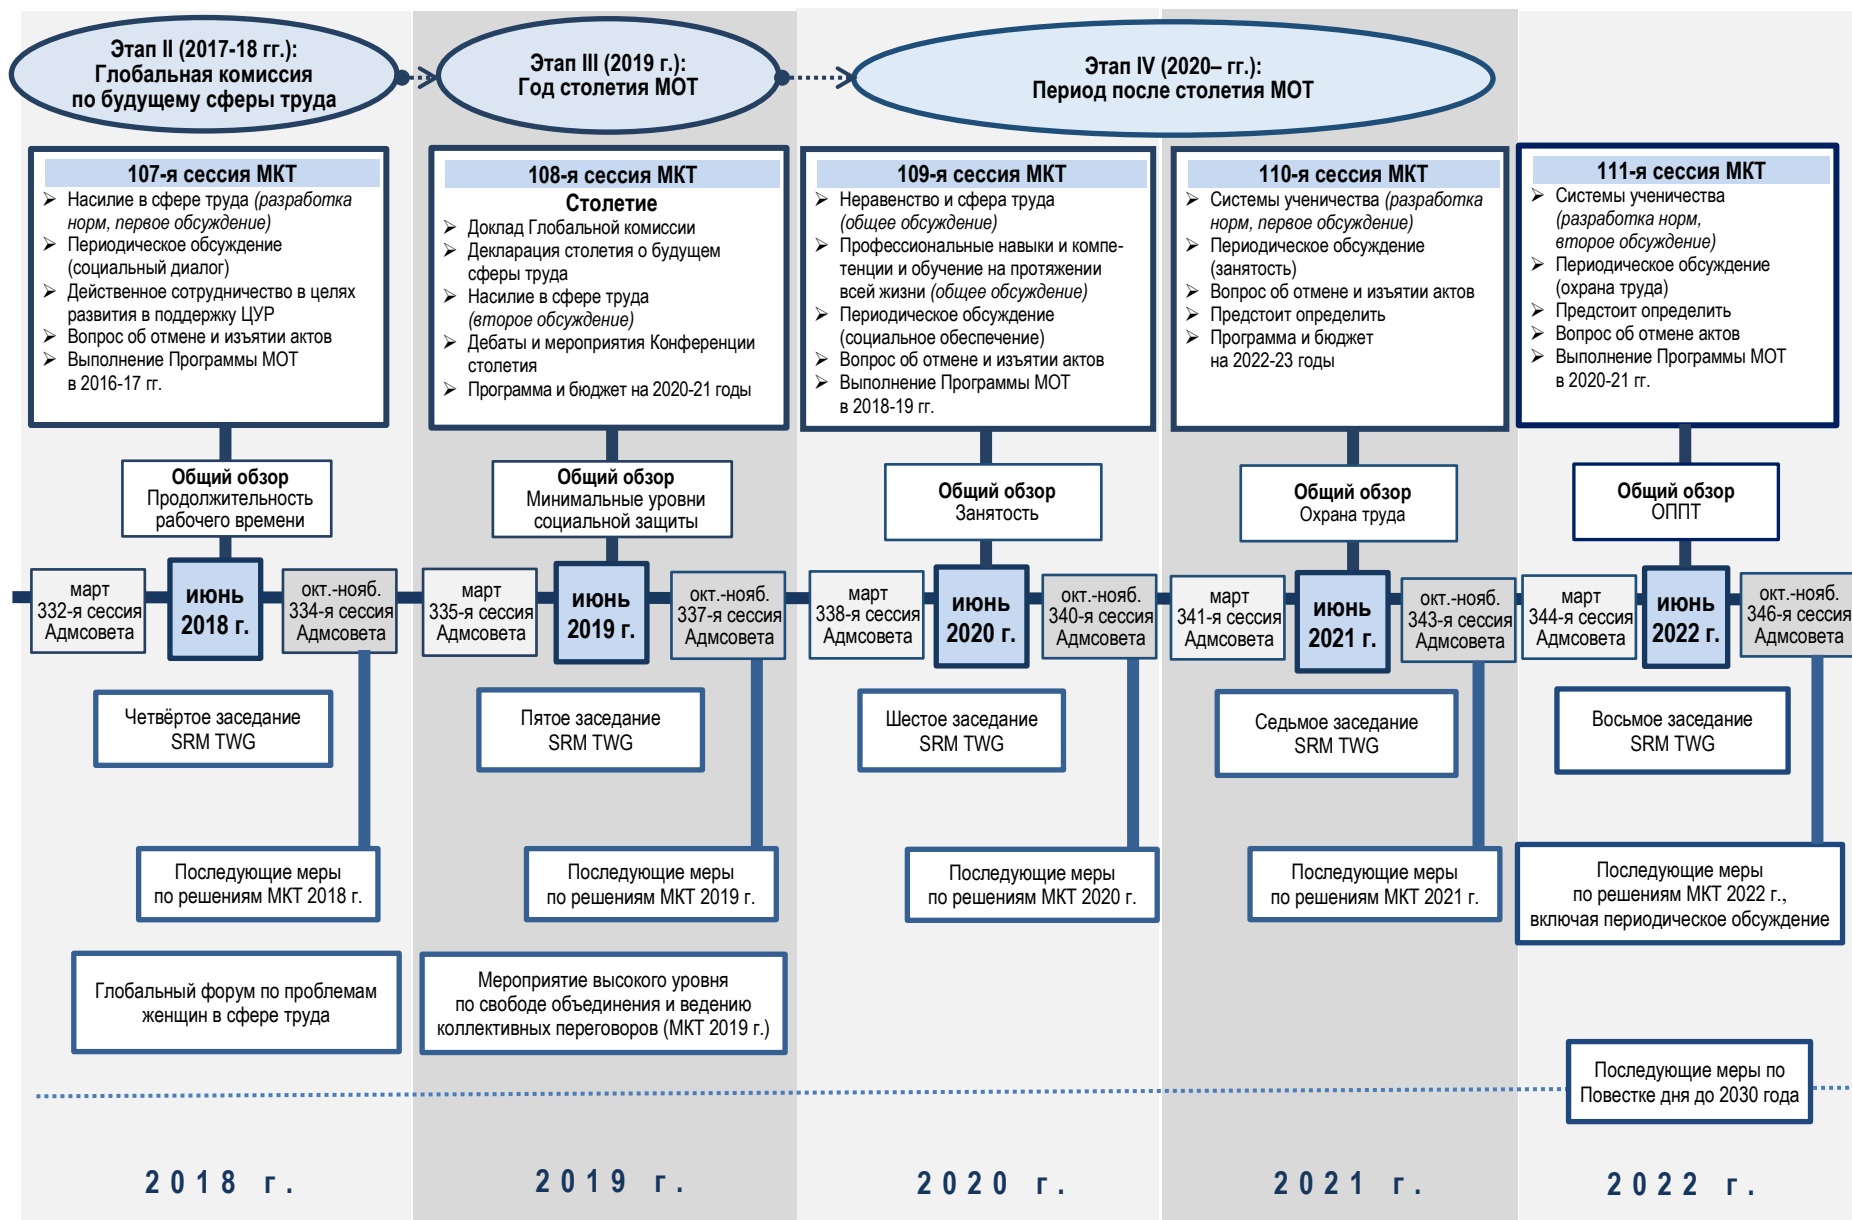 Этап II (2017-18 гг.):
Глобальная комиссия
по будущему сферы труда
Этап III (2019 г.):
Год столетия МОТ
Этап IV (2020– гг.):
Период после столетия МОТ
107-я сессия МКТ
Насилие в сфере труда (разработка
норм, первое обсуждение)
Периодическое обсуждение
(социальный диалог)
Действенное сотрудничество в целях
развития в поддержку ЦУР
Вопрос об отмене и изъятии актов
Выполнение Программы МОТ
в 2016-17 гг.
108-я сессия МКТ
Столетие
Доклад Глобальной комиссии
Декларация столетия о будущем
сферы труда
Насилие в сфере труда
(второе обсуждение)
Дебаты и мероприятия Конференции
столетия
Программа и бюджет на 2020-21 годы
109-я сессия МКТ
Неравенство и сфера труда
(общее обсуждение)
Профессиональные навыки и компе-
тенции и обучение на протяжении
всей жизни (общее обсуждение)
Периодическое обсуждение
(социальное обеспечение)
Вопрос об отмене и изъятии актов
Выполнение Программы МОТ
в 2018-19 гг.
110-я сессия МКТ
Системы ученичества (разработка
норм, первое обсуждение)
Периодическое обсуждение
(занятость)
Вопрос об отмене и изъятии актов
Предстоит определить
Программа и бюджет
на 2022-23 годы
111-я сессия МКТ
Системы ученичества
(разработка норм,
второе обсуждение)
Периодическое обсуждение
(охрана труда)
Предстоит определить
Вопрос об отмене актов
Выполнение Программы МОТ
в 2020-21 гг.
Общий обзор
Продолжительность
рабочего времени
Общий обзор
Минимальные уровни
социальной защиты
Общий обзор
Занятость
Общий обзор
Охрана труда
Общий обзор
ОППТ
март
332-я сессия
Адмсовета
июнь
2018 г.
окт.-нояб.
334-я сессия
Адмсовета
март
335-я сессия
Адмсовета
июнь
2019 г.
окт.-нояб.
337-я сессия
Адмсовета
март
338-я сессия
Адмсовета
июнь
2020 г.
окт.-нояб.
340-я сессия
Адмсовета
март
341-я сессия
Адмсовета
июнь
2021 г.
окт.-нояб.
343-я сессия
Адмсовета
март
344-я сессия
Адмсовета
июнь
2022 г.
окт.-нояб.
346-я сессия
Адмсовета
Четвёртое заседание
SRM TWG
Пятое заседание
SRM TWG
Шестое заседание
SRM TWG
Седьмое заседание
SRM TWG
Восьмое заседание
SRM TWG
Последующие меры
по решениям МКТ 2018 г.
Последующие меры
по решениям МКТ 2019 г.
Последующие меры
по решениям МКТ 2020 г.
Последующие меры
по решениям МКТ 2021 г.
Последующие меры
по решениям МКТ 2022 г.,
включая периодическое обсуждение
Глобальный форум по проблемам
женщин в сфере труда
Мероприятие высокого уровня
по свободе объединения и ведению
коллективных переговоров (МКТ 2019 г.)
Последующие меры по
Повестке дня до 2030 года
2018 г.
2019 г.
2020 г.
2021 г.
2022 г.